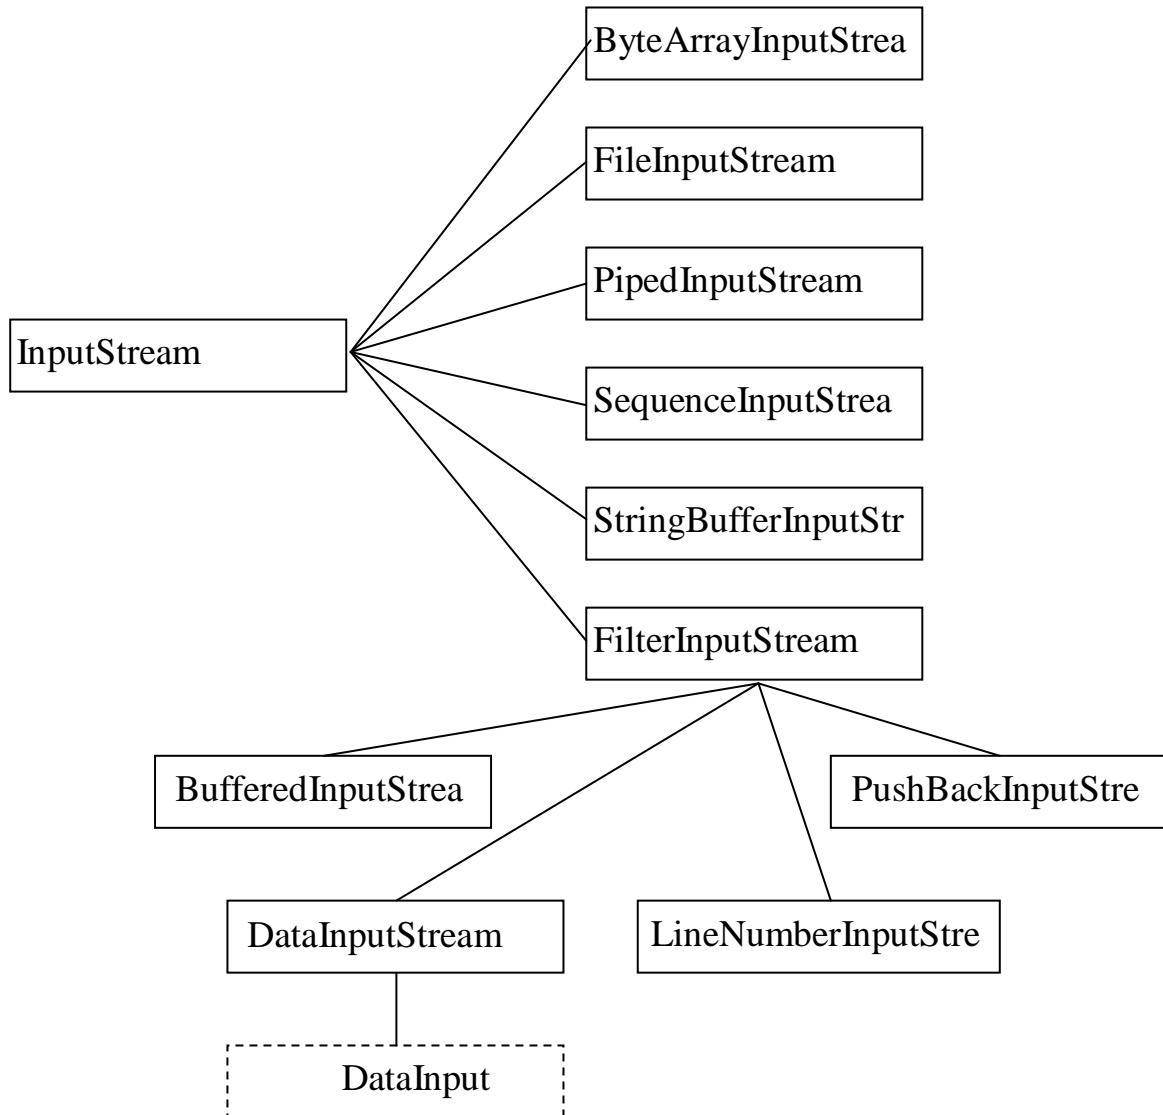 ByteArrayInputStrea
FileInputStream
PipedInputStream
InputStream
SequenceInputStrea
StringBufferInputStr
FilterInputStream
BufferedInputStrea
PushBackInputStre
DataInputStream
LineNumberInputStre
DataInput